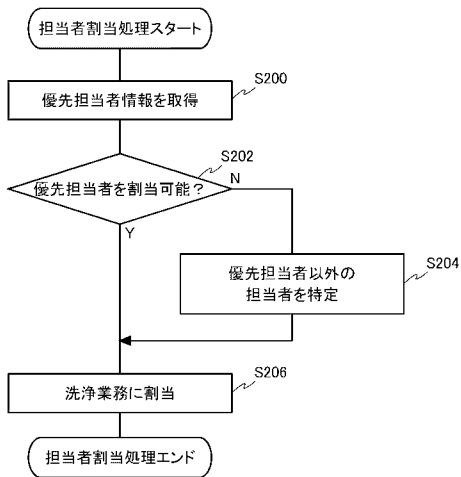 担当者割当処理スタート
S200
優先担当者情報を取得
S202
優先担当者を割当可能？
N
Y
S204
優先担当者以外の
担当者を特定
S206
洗浄業務に割当
担当者割当処理エンド